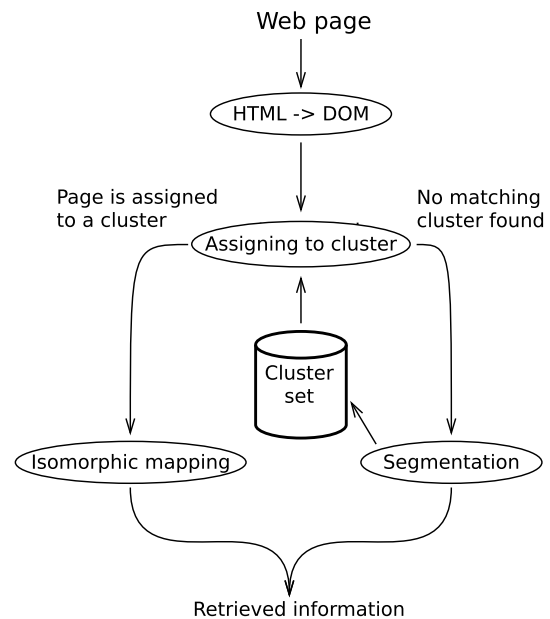 Web page
HTML -> DOM
Page is assigned
to a cluster
No matching
cluster found
Assigning to cluster
Cluster
set
Isomorphic mapping
Segmentation
Retrieved information